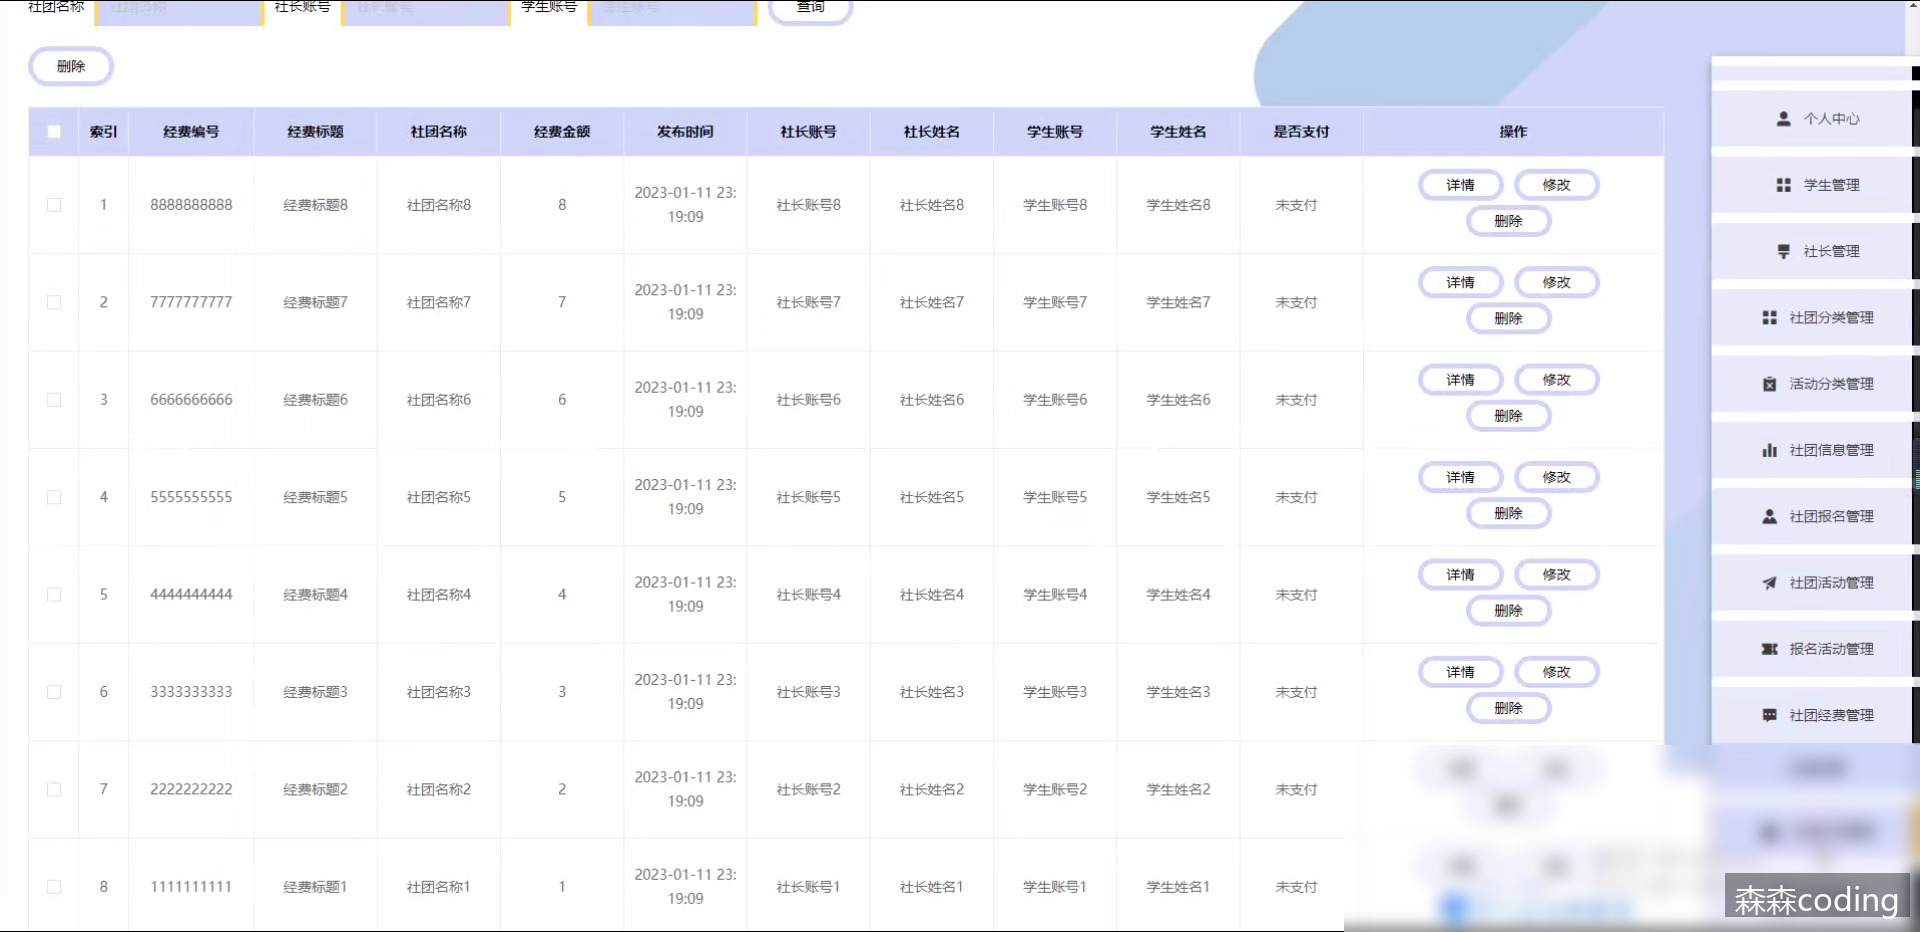 社团名称 社团名称 社长账号 社长账号 学生账号 学生账号 查询
删除
索引 经费编号 经费标题 社团名称 经费金额 发布时间 社长账号 社长姓名 学生账号 学生姓名 是否支付 操作
1 8888888888 经费标题8 社团名称8 8 2023-01-11 23:19:09 社长账号8 社长姓名8 学生账号8 学生姓名8 未支付 详情 修改 删除
2 7777777777 经费标题7 社团名称7 7 2023-01-11 23:19:09 社长账号7 社长姓名7 学生账号7 学生姓名7 未支付 详情 修改 删除
3 6666666666 经费标题6 社团名称6 6 2023-01-11 23:19:09 社长账号6 社长姓名6 学生账号6 学生姓名6 未支付 详情 修改 删除
4 5555555555 经费标题5 社团名称5 5 2023-01-11 23:19:09 社长账号5 社长姓名5 学生账号5 学生姓名5 未支付 详情 修改 删除
5 4444444444 经费标题4 社团名称4 4 2023-01-11 23:19:09 社长账号4 社长姓名4 学生账号4 学生姓名4 未支付 详情 修改 删除
6 3333333333 经费标题3 社团名称3 3 2023-01-11 23:19:09 社长账号3 社长姓名3 学生账号3 学生姓名3 未支付 详情 修改 删除
7 2222222222 经费标题2 社团名称2 2 2023-01-11 23:19:09 社长账号2 社长姓名2 学生账号2 学生姓名2 未支付
8 1111111111 经费标题1 社团名称1 1 2023-01-11 23:19:09 社长账号1 社长姓名1 学生账号1 学生姓名1 未支付
个人中心
学生管理
社长管理
社团分类管理
活动分类管理
社团信息管理
社团报名管理
社团活动管理
报名活动管理
社团经费管理
森森coding